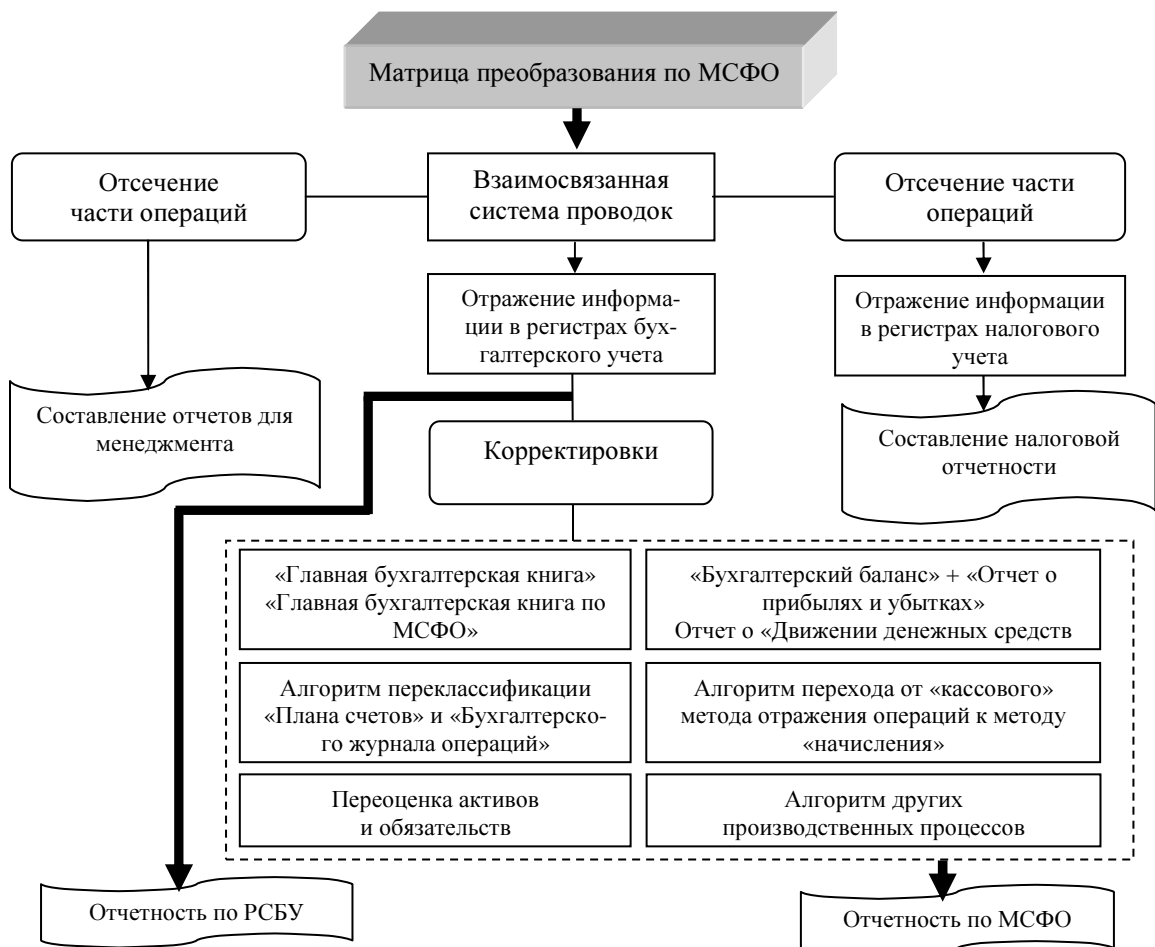 Матрица преобразования по МСФО
Отсечение
части операций
Взаимосвязанная
система проводок
Отсечение части
операций
Отражение информа-
ции в регистрах бух-
галтерского учета
Отражение информации
в регистрах налогового
учета
Составление отчетов для
менеджмента
Корректировки
Составление налоговой
отчетности
«Главная бухгалтерская книга»
«Главная бухгалтерская книга по
МСФО»
«Бухгалтерский баланс» + «Отчет о
прибылях и убытках»
Отчет о «Движении денежных средств
Алгоритм переклассификации
«Плана счетов» и «Бухгалтерско-
го журнала операций»
Алгоритм перехода от «кассового»
метода отражения операций к методу
«начисления»
Переоценка активов
и обязательств
Алгоритм других
производственных процессов
Отчетность по РСБУ
Отчетность по МСФО